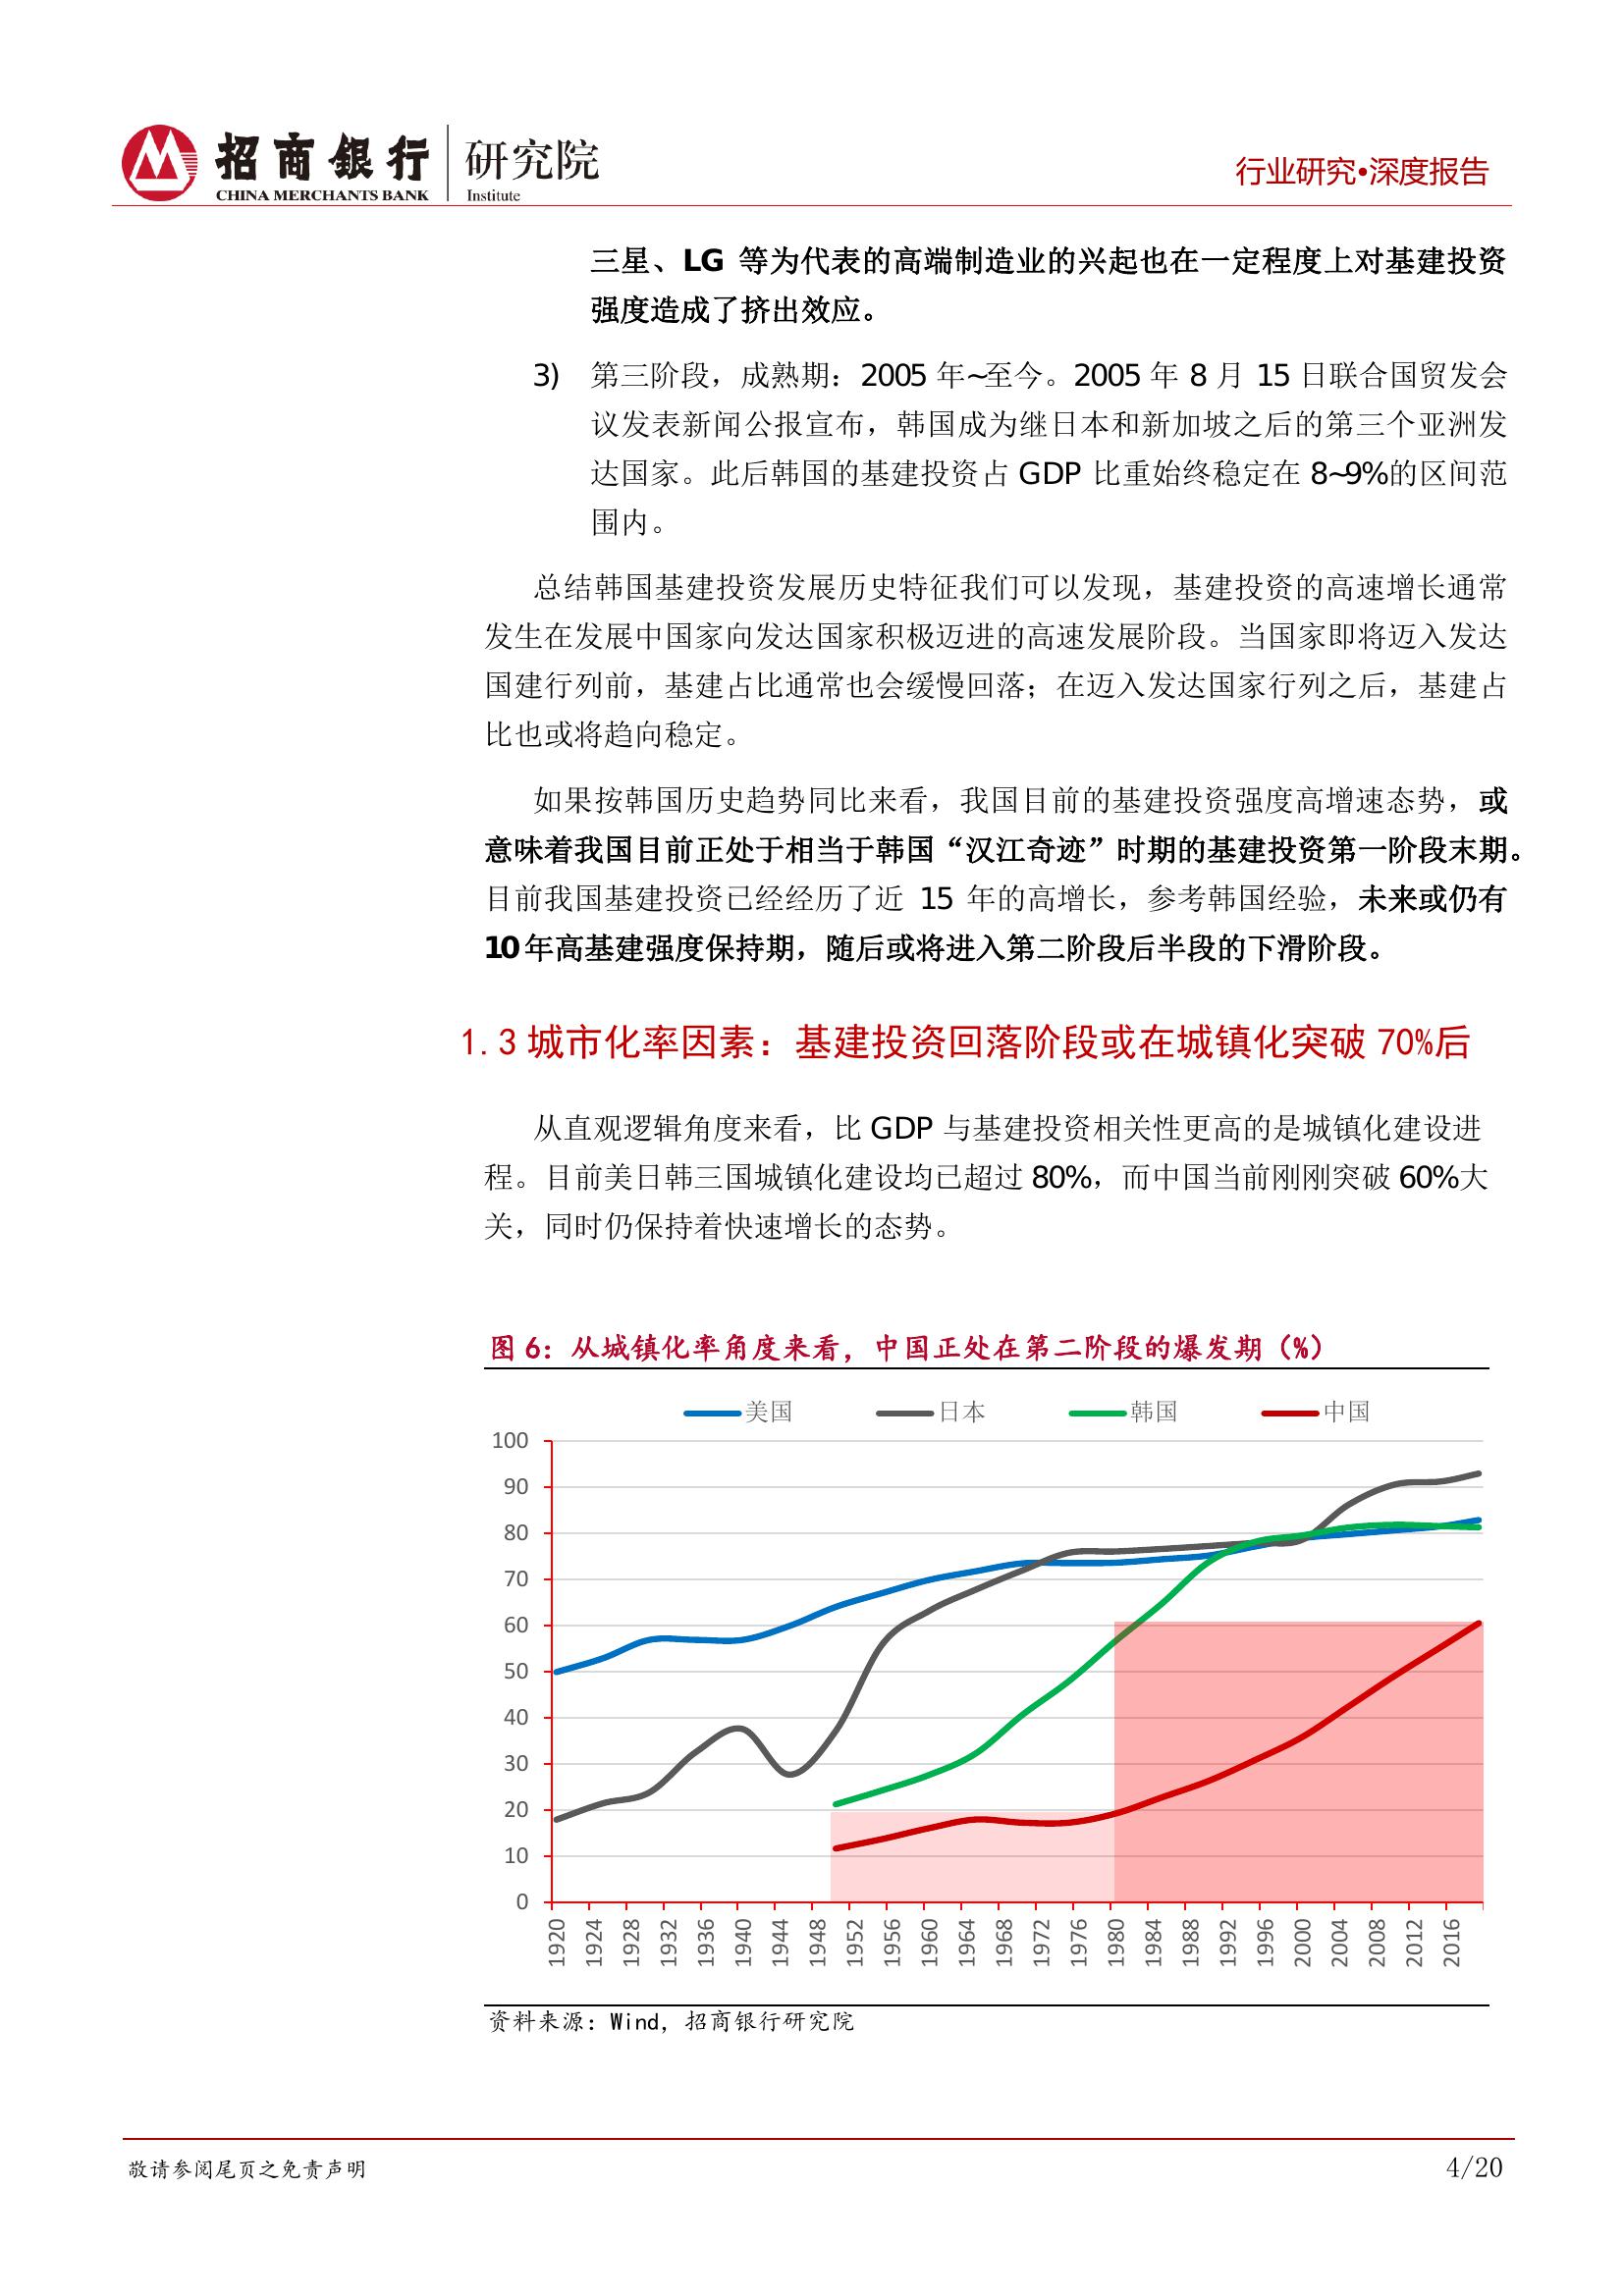 招商银行 研究院
CHINA MERCHANTS BANK Institute
行业研究•深度报告
三星、LG 等为代表的高端制造业的兴起也在一定程度上对基建投资
强度造成了挤出效应。
3) 第三阶段，成熟期：2005 年~至今。2005 年 8 月 15 日联合国贸发会
议发表新闻公报宣布，韩国成为继日本和新加坡之后的第三个亚洲发
达国家。此后韩国的基建投资占 GDP 比重始终稳定在 8~9%的区间范
围内。
总结韩国基建投资发展历史特征我们可以发现，基建投资的高速增长通常
发生在发展中国家向发达国家积极迈进的高速发展阶段。当国家即将迈入发达
国建行列前，基建占比通常也会缓慢回落；在迈入发达国家行列之后，基建占
比也或将趋向稳定。
如果按韩国历史趋势同比来看，我国目前的基建投资强度高增速态势，或
意味着我国目前正处于相当于韩国“汉江奇迹”时期的基建投资第一阶段末期。
目前我国基建投资已经经历了近 15 年的高增长，参考韩国经验，未来或仍有
10 年高基建强度保持期，随后或将进入第二阶段后半段的下滑阶段。
1.3 城市化率因素：基建投资回落阶段或在城镇化突破 70%后
从直观逻辑角度来看，比 GDP 与基建投资相关性更高的是城镇化建设进
程。目前美日韩三国城镇化建设均已超过 80%，而中国当前刚刚突破 60%大
关，同时仍保持着快速增长的态势。
图 6：从城镇化率角度来看，中国正处在第二阶段的爆发期（%）
美国 日本 韩国 中国
100
90
80
70
60
50
40
30
20
10
0
1920 1924 1928 1932 1936 1940 1944 1948 1952 1956 1960 1964 1968 1972 1976 1980 1984 1988 1992 1996 2000 2004 2008 2012 2016
资料来源：Wind，招商银行研究院
敬请参阅尾页之免责声明
4/20